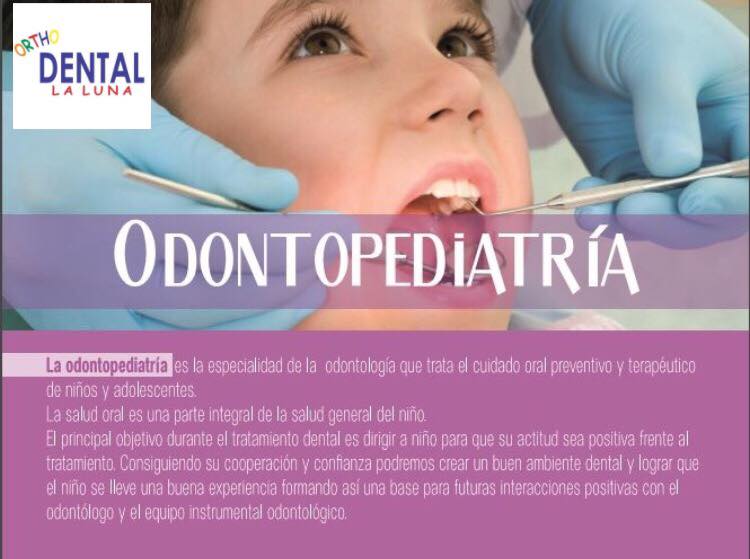 ORTHO
DENTAL
LA LUNA
ODONTOPEDiATRÍA
La odontopediatría es la especialidad de la odontología que trata el cuidado oral preventivo y terapéutico
de niños y adolescentes.
La salud oral es una parte integral de la salud general del niño.
El principal objetivo durante el tratamiento dental es dirigir a niño para que su actitud sea positiva frente al
tratamiento. Consiguiendo su cooperación y confianza podremos crear un buen ambiente dental y lograr que
el niño se lleve una buena experiencia formando así una base para futuras interacciones positivas con el
odontólogo y el equipo instrumental odontológico.